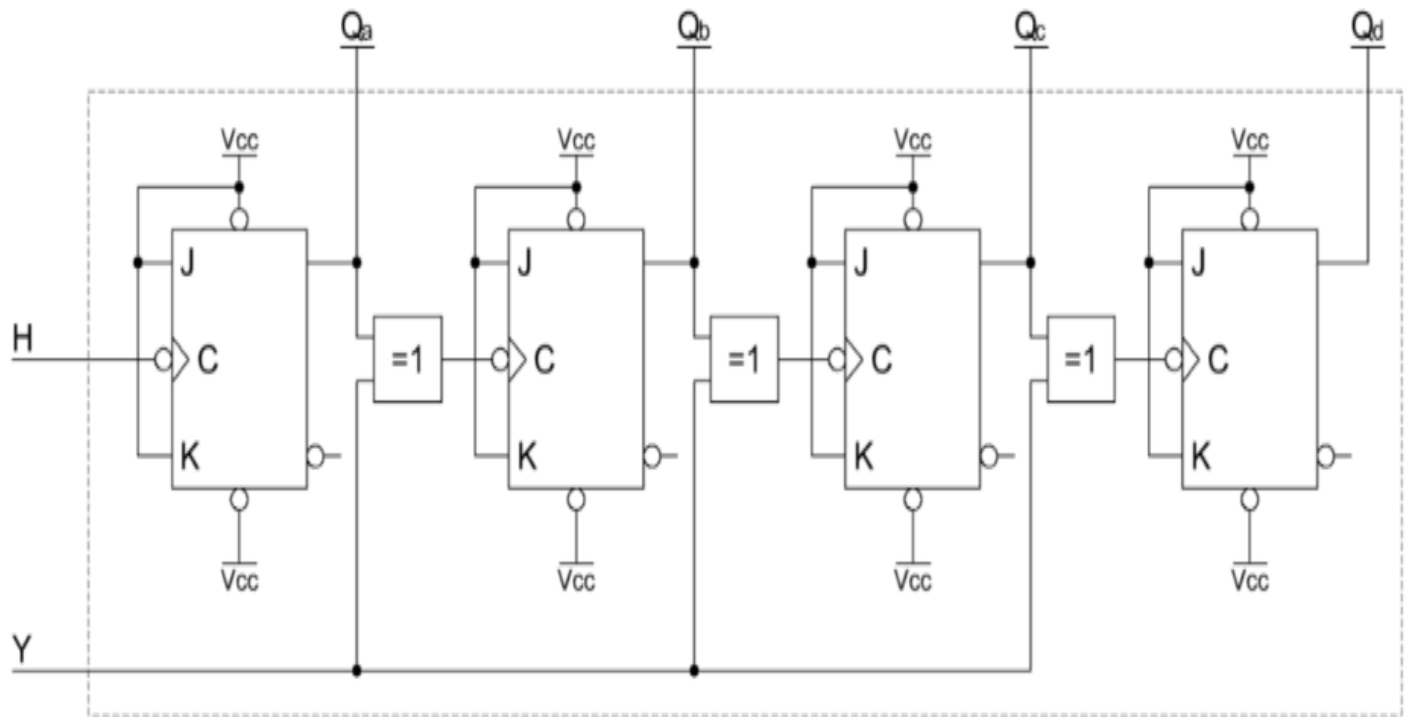 Qa Qb Qc Qd
Vcc Vcc Vcc Vcc
J J J J
H C =1 C =1 C =1 C
K K K K
Vcc Vcc Vcc Vcc
Y